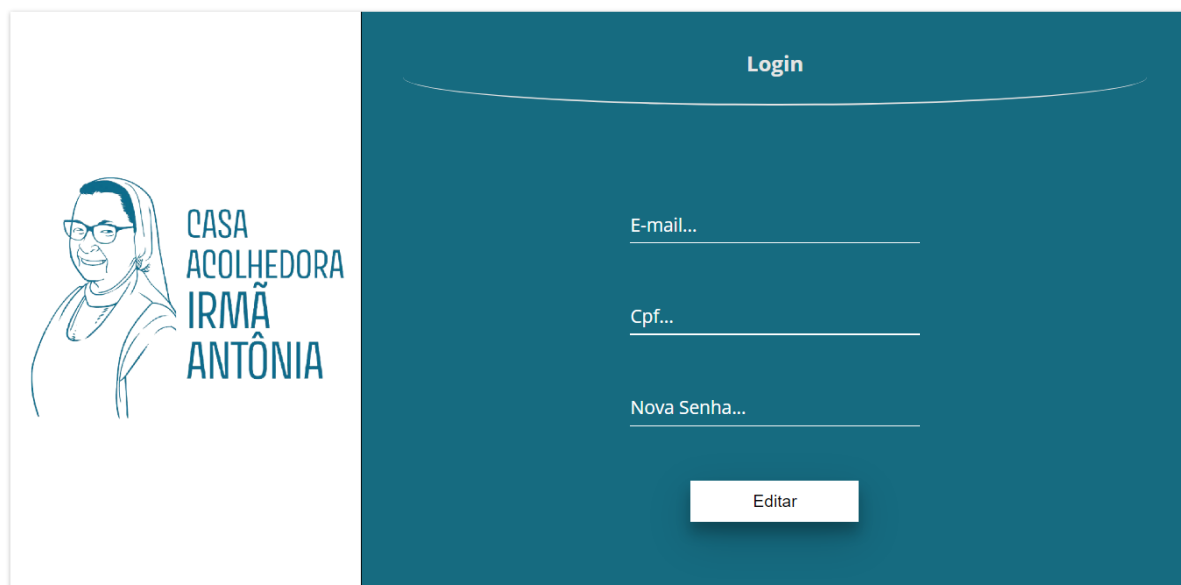 CASA
ACOLHEDORA
IRMÃ
ANTÔNIA
Login
E-mail...
Cpf...
Nova Senha...
Editar